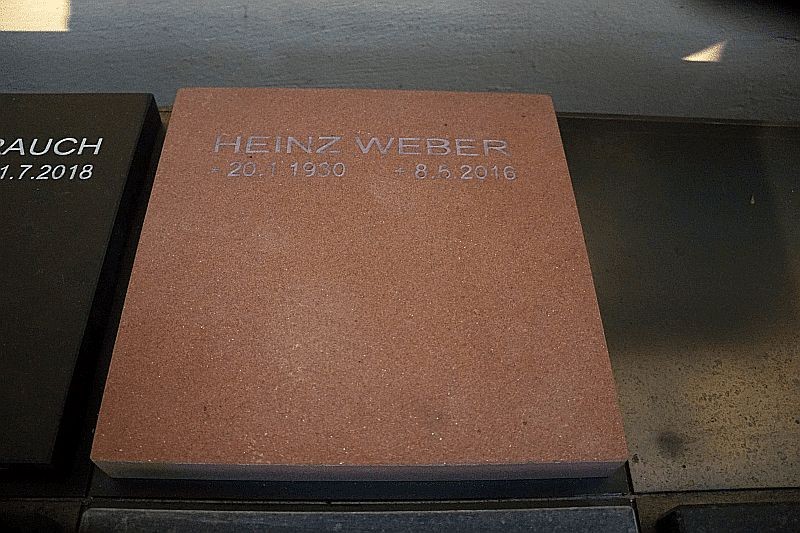 RAUCH
1.7.2018
HEINZ WEBER
* 20.1.1930 + 8.5.2016